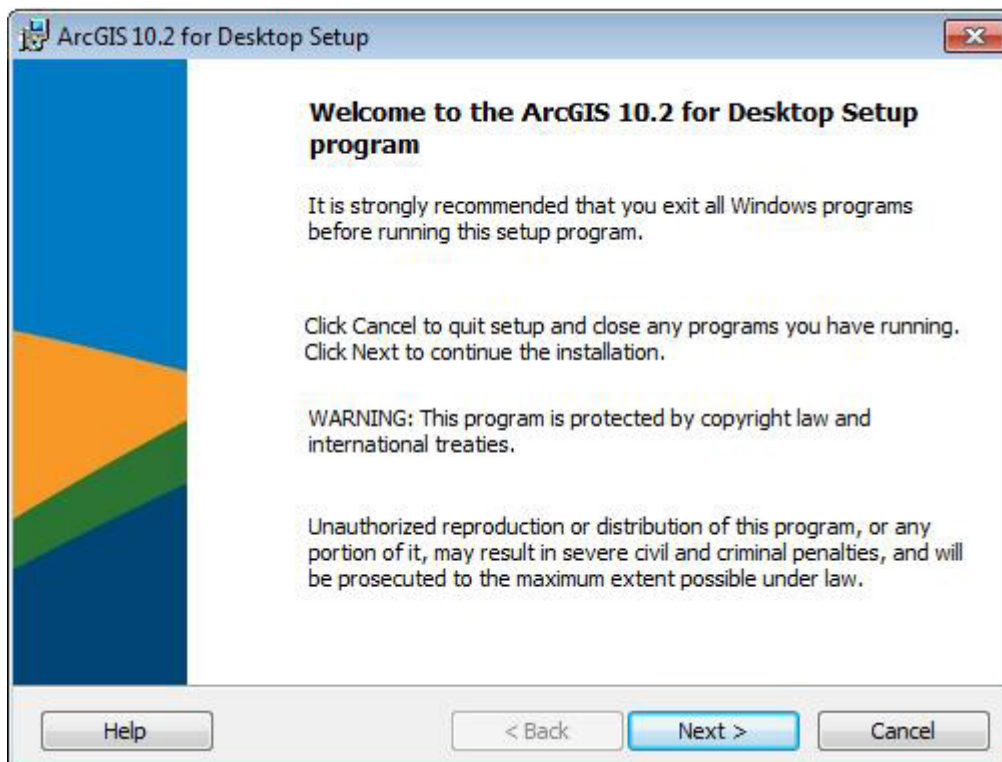 ArcGIS 10.2 for Desktop Setup
Welcome to the ArcGIS 10.2 for Desktop Setup
program
It is strongly recommended that you exit all Windows programs
before running this setup program.
Click Cancel to quit setup and close any programs you have running.
Click Next to continue the installation.
WARNING: This program is protected by copyright law and
international treaties.
Unauthorized reproduction or distribution of this program, or any
portion of it, may result in severe civil and criminal penalties, and will
be prosecuted to the maximum extent possible under law.
Help < Back Next > Cancel